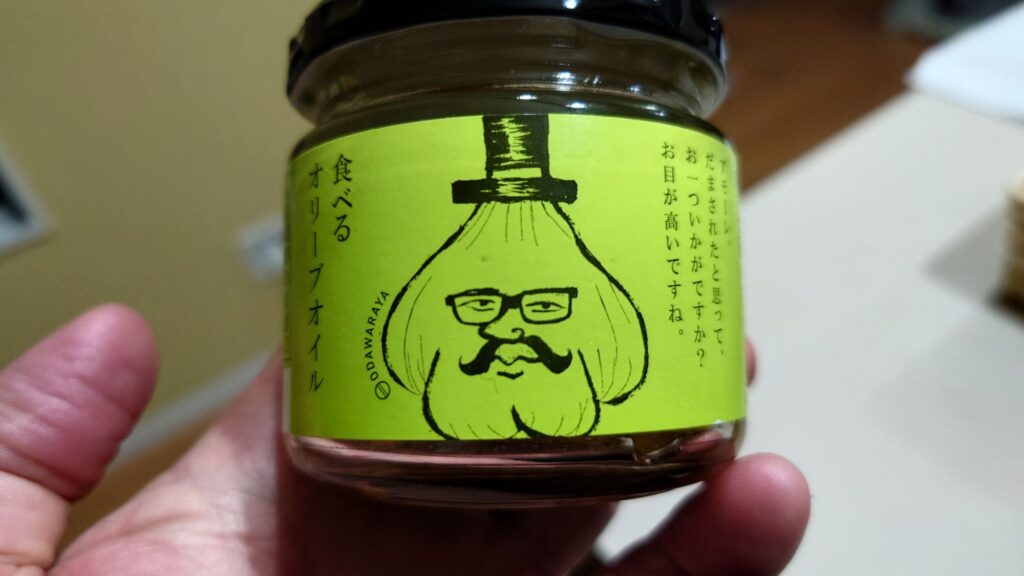 アモーレ。
だまされたと思って、
お一ついかがですか?
お目が高いですね。
食べる
オリーブオイル
ODAWARAYA